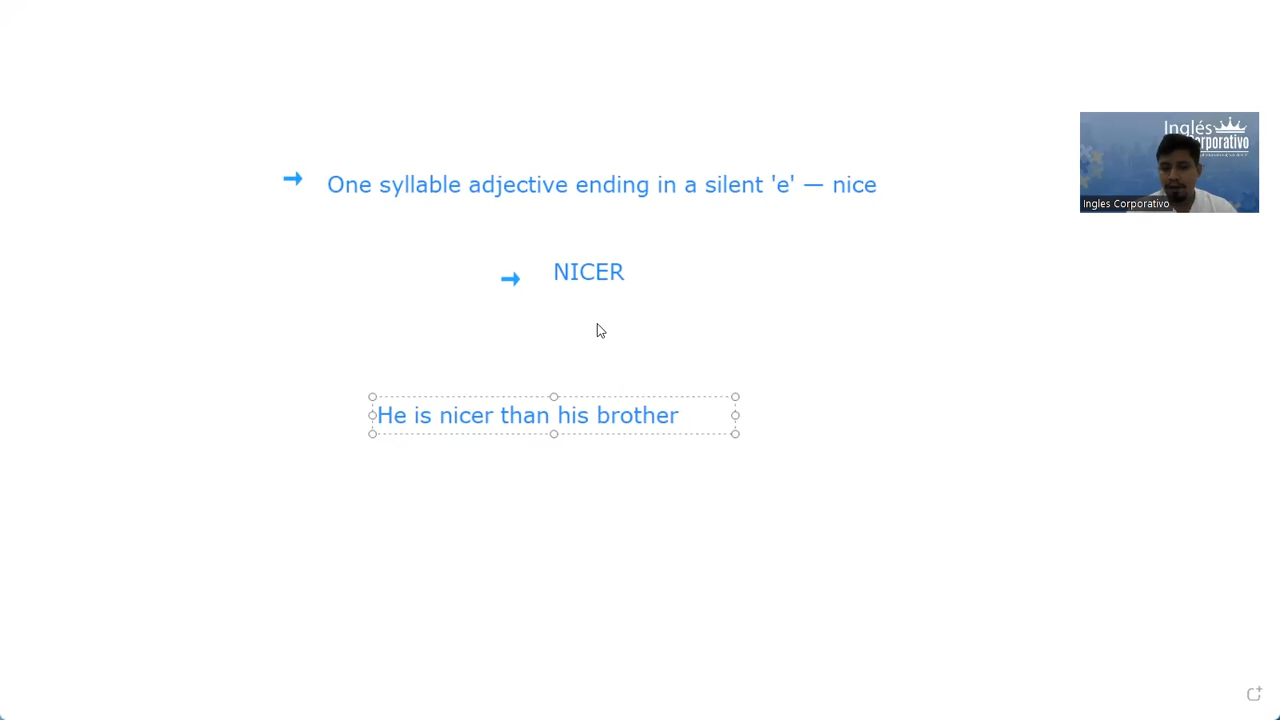 One syllable adjective ending in a silent 'e' — nice
NICER
He is nicer than his brother
Inglés
Corporativo
Ingles Corporativo